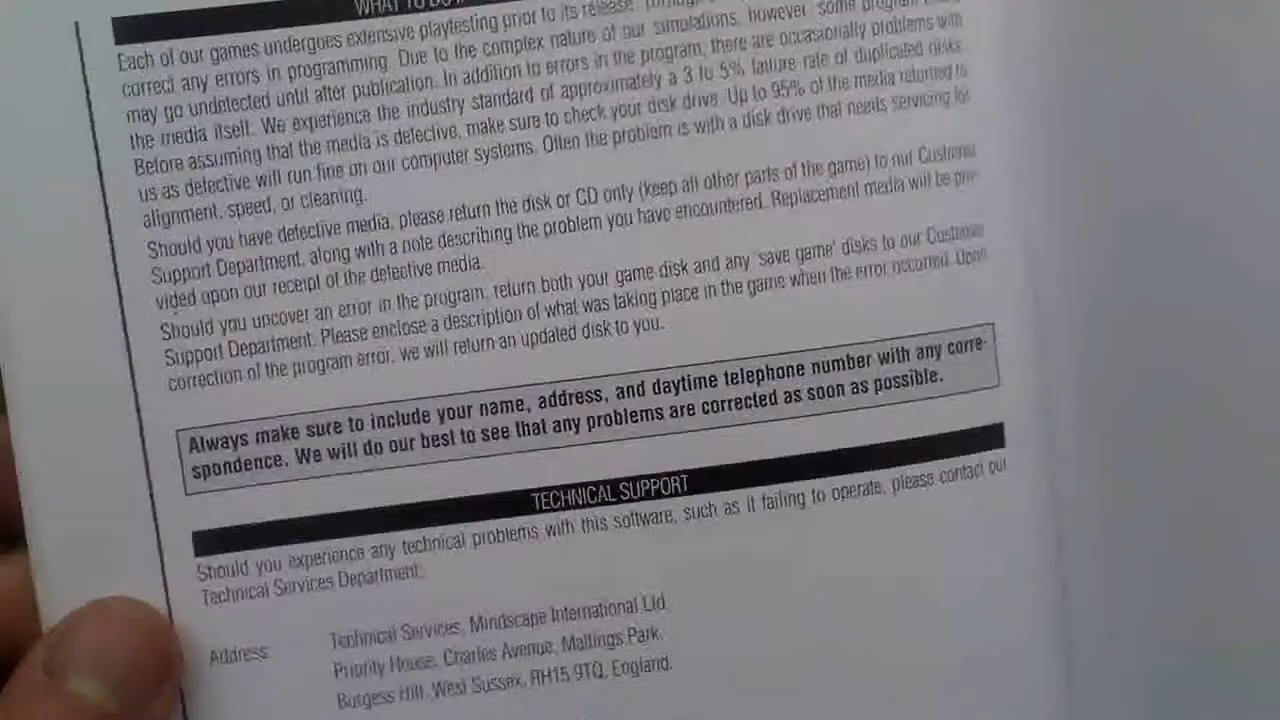 WHAT TO DO
Each of our games undergoes extensive playtesting prior to its release,
correct any errors in programming. Due to the complex nature of our simulations, however, some program
may go undetected until after publication. In addition to errors in the program, there are occasionally problems with
the media itself. We experience the industry standard of approximately a 3 to 5% failure rate of duplicated disks.
Before assuming that the media is defective, make sure to check your disk drive. Up to 95% of the media returned to
us as defective will run fine on our computer systems. Often the problem is with a disk drive that needs servicing for
alignment, speed, or cleaning.
Should you have defective media, please return the disk or CD only (keep all other parts of the game) to our Customer
Support Department, along with a note describing the problem you have encountered. Replacement media will be pro-
vided upon our receipt of the defective media.
Should you uncover an error in the program, return both your game disk and any 'save game' disks to our Customer
Support Department. Please enclose a description of what was taking place in the game when the error occurred. Upon
correction of the program error, we will return an updated disk to you.
Always make sure to include your name, address, and daytime telephone number with any corre-
spondence. We will do our best to see that any problems are corrected as soon as possible.
TECHNICAL SUPPORT
Should you experience any technical problems with this software, such as it failing to operate, please contact our
Technical Services Department:
Address: Technical Services, Mindscape International Ltd.
Priority House, Charles Avenue, Maltings Park,
Burgess Hill, West Sussex, RH15 9TQ, England.